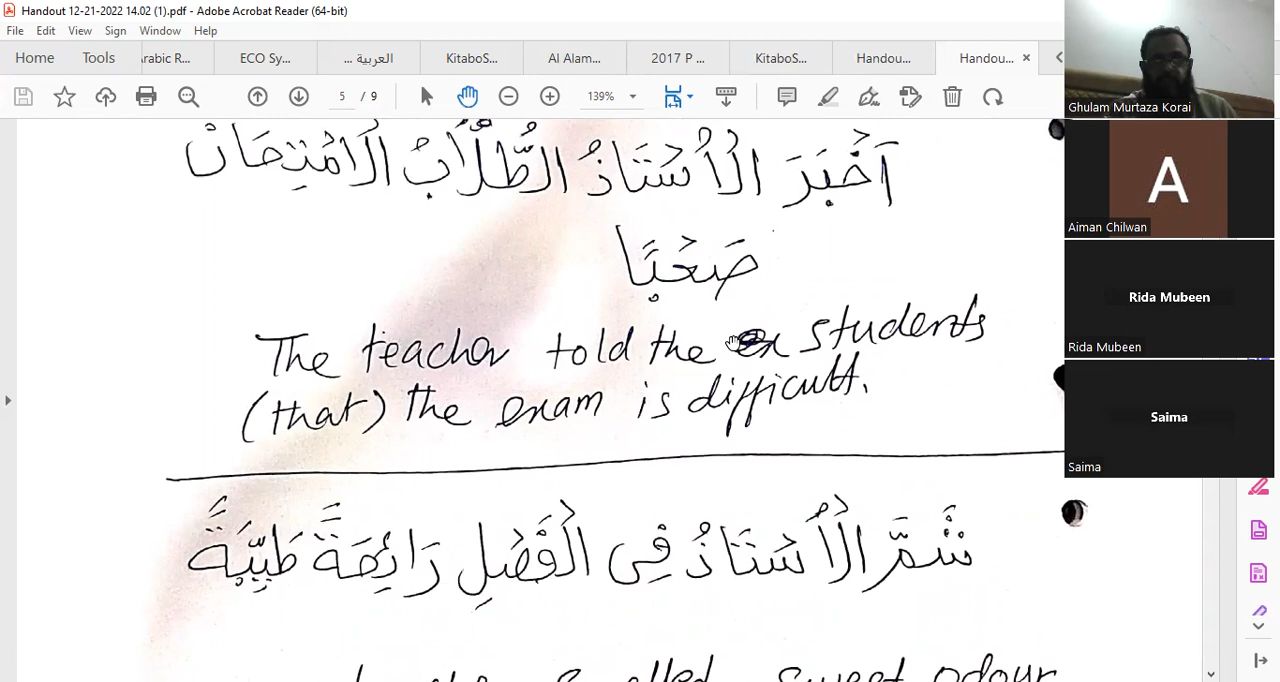 Handout 12-21-2022 14.02 (1).pdf - Adobe Acrobat Reader (64-bit)
File Edit View Sign Window Help
Home Tools Arabic R... ECO Sy... العربية ... KitaboS... Al Alam... 2017 P ... KitaboS... Handou... Handou... ×
5 / 9 139%
أَخْبَرَ الْأُسْتَاذُ الطُّلَّابُ الْامْتِحَانْ
صَعْبًا
The teacher told the students
(that) the exam is difficult.
شَمَّ الْأُسْتَاذُ فِى الْفَصْلِ رَائِحَةً طَيِّبَةً
sweet odour
Ghulam Murtaza Korai
A
Aiman Chilwan
Rida Mubeen
Rida Mubeen
Saima
Saima